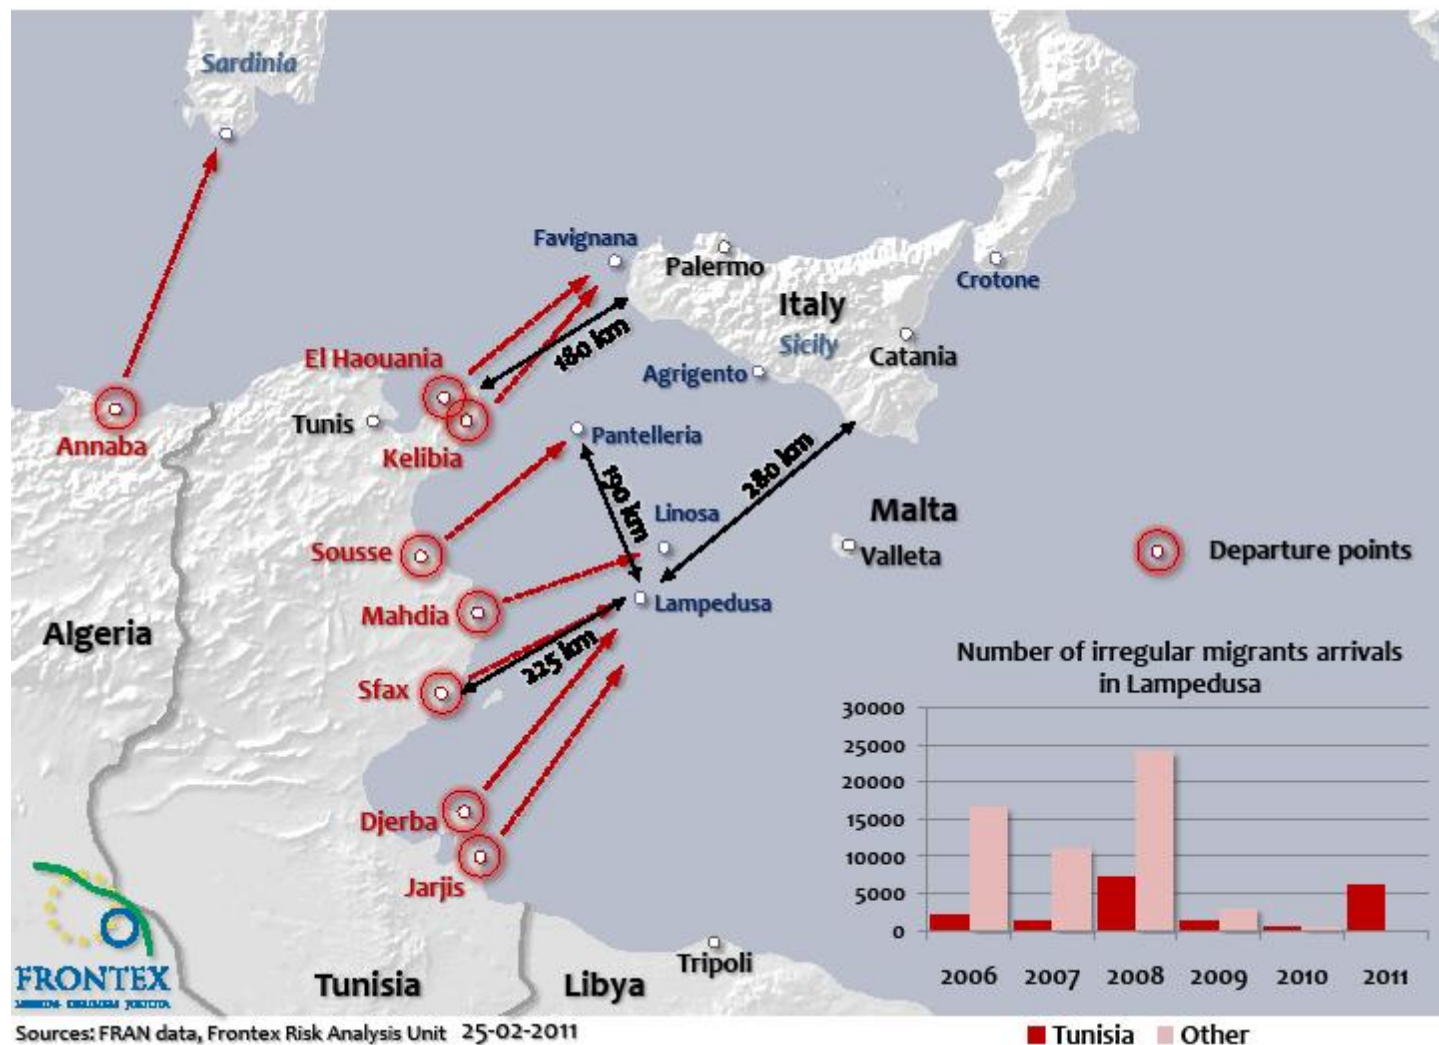 Sardinia
Favignana
Palermo
Crotone
Italy
Sicily
180 km
El Haouania
Catania
Agrigento
Tunis
Annaba
Kelibia
Pantelleria
190 km
280 km
Linosa
Malta
Valleta
Departure points
Sousse
Mahdia
Lampedusa
Algeria
225 km
Sfax
Djerba
Jarjis
Number of irregular migrants arrivals
in Lampedusa
30000
25000
20000
15000
10000
5000
0
2006 2007 2008 2009 2010 2011
Tripoli
Tunisia
Libya
FRONTEX
Sources: FRAN data, Frontex Risk Analysis Unit 25-02-2011
Tunisia Other